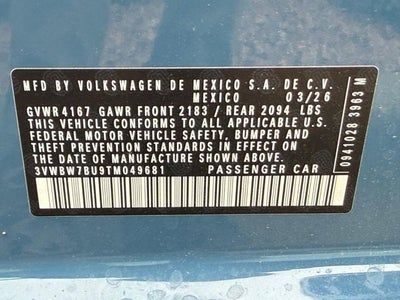 MFD BY VOLKSWAGEN DE MEXICO S.A. DE C.V.
MEXICO 03/26
GVWR 4167 GAWR FRONT 2183 / REAR 2094 LBS
THIS VEHICLE CONFORMS TO ALL APPLICABLE U.S.
FEDERAL MOTOR VEHICLE SAFETY, BUMPER AND
THEFT PREVENTION STANDARDS IN EFFECT ON THE
DATE OF MANUFACTURE SHOWN ABOVE.
3VWBW7BU9TM049681 PASSENGER CAR
0941028 3963 M